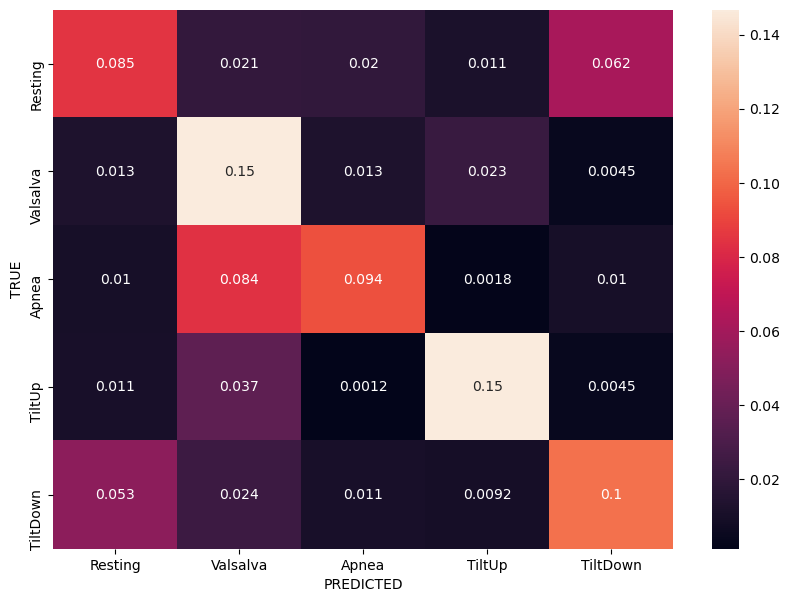 0.14
Resting 0.085 0.021 0.02 0.011 0.062
0.12
Valsalva 0.013 0.15 0.013 0.023 0.0045
0.10
TRUE
Apnea 0.01 0.084 0.094 0.0018 0.01
0.08
0.06
TiltUp 0.011 0.037 0.0012 0.15 0.0045
0.04
TiltDown 0.053 0.024 0.011 0.0092 0.1
0.02
Resting Valsalva Apnea TiltUp TiltDown
PREDICTED